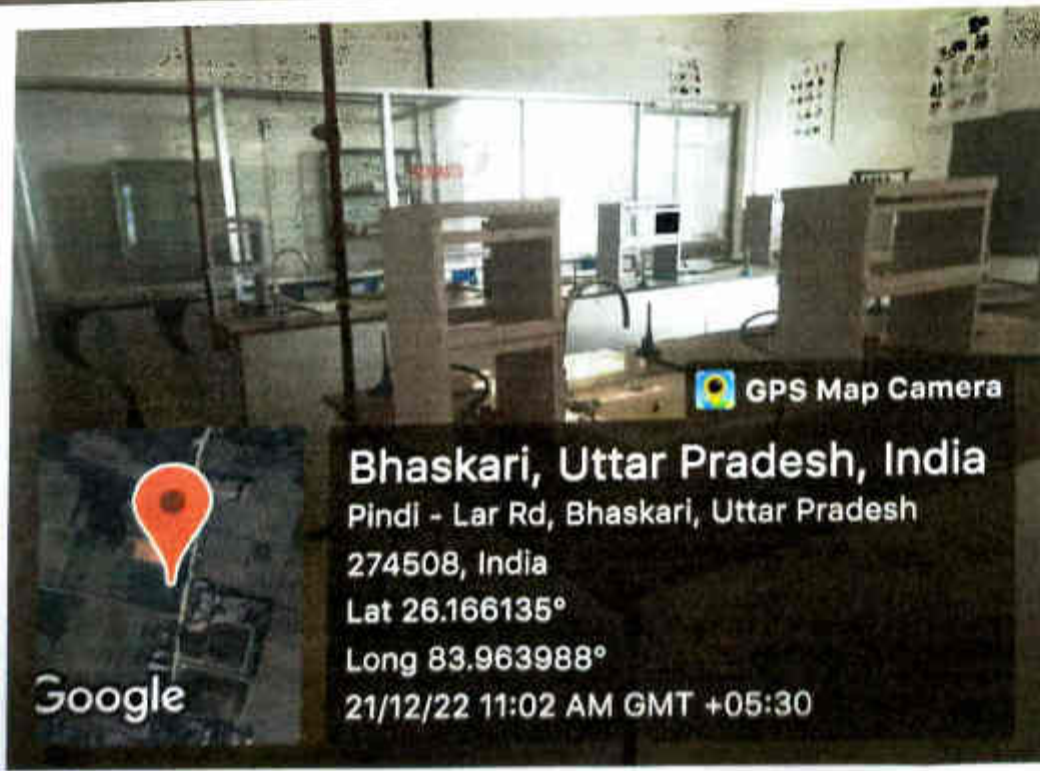 GPS Map Camera
Bhaskari, Uttar Pradesh, India
Pindi - Lar Rd, Bhaskari, Uttar Pradesh
274508, India
Lat 26.166135°
Long 83.963988°
21/12/22 11:02 AM GMT +05:30
Google